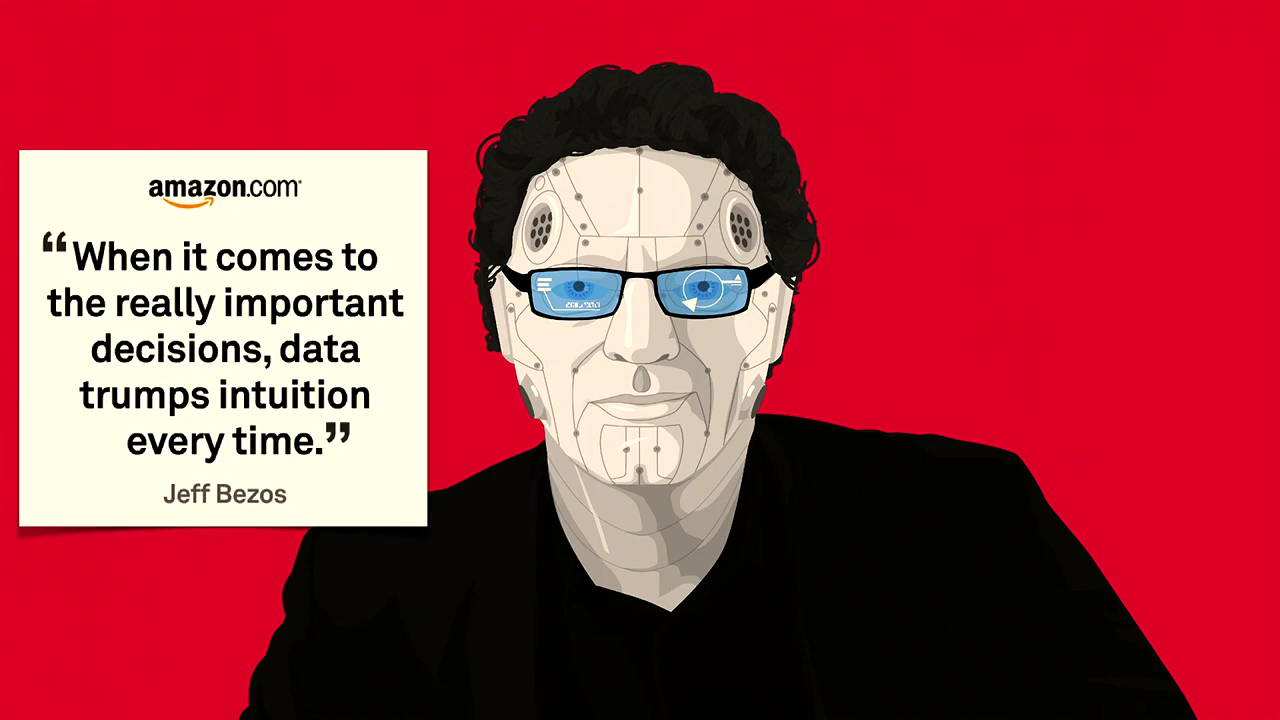 amazon.com
“When it comes to
the really important
decisions, data
trumps intuition
every time.”
Jeff Bezos